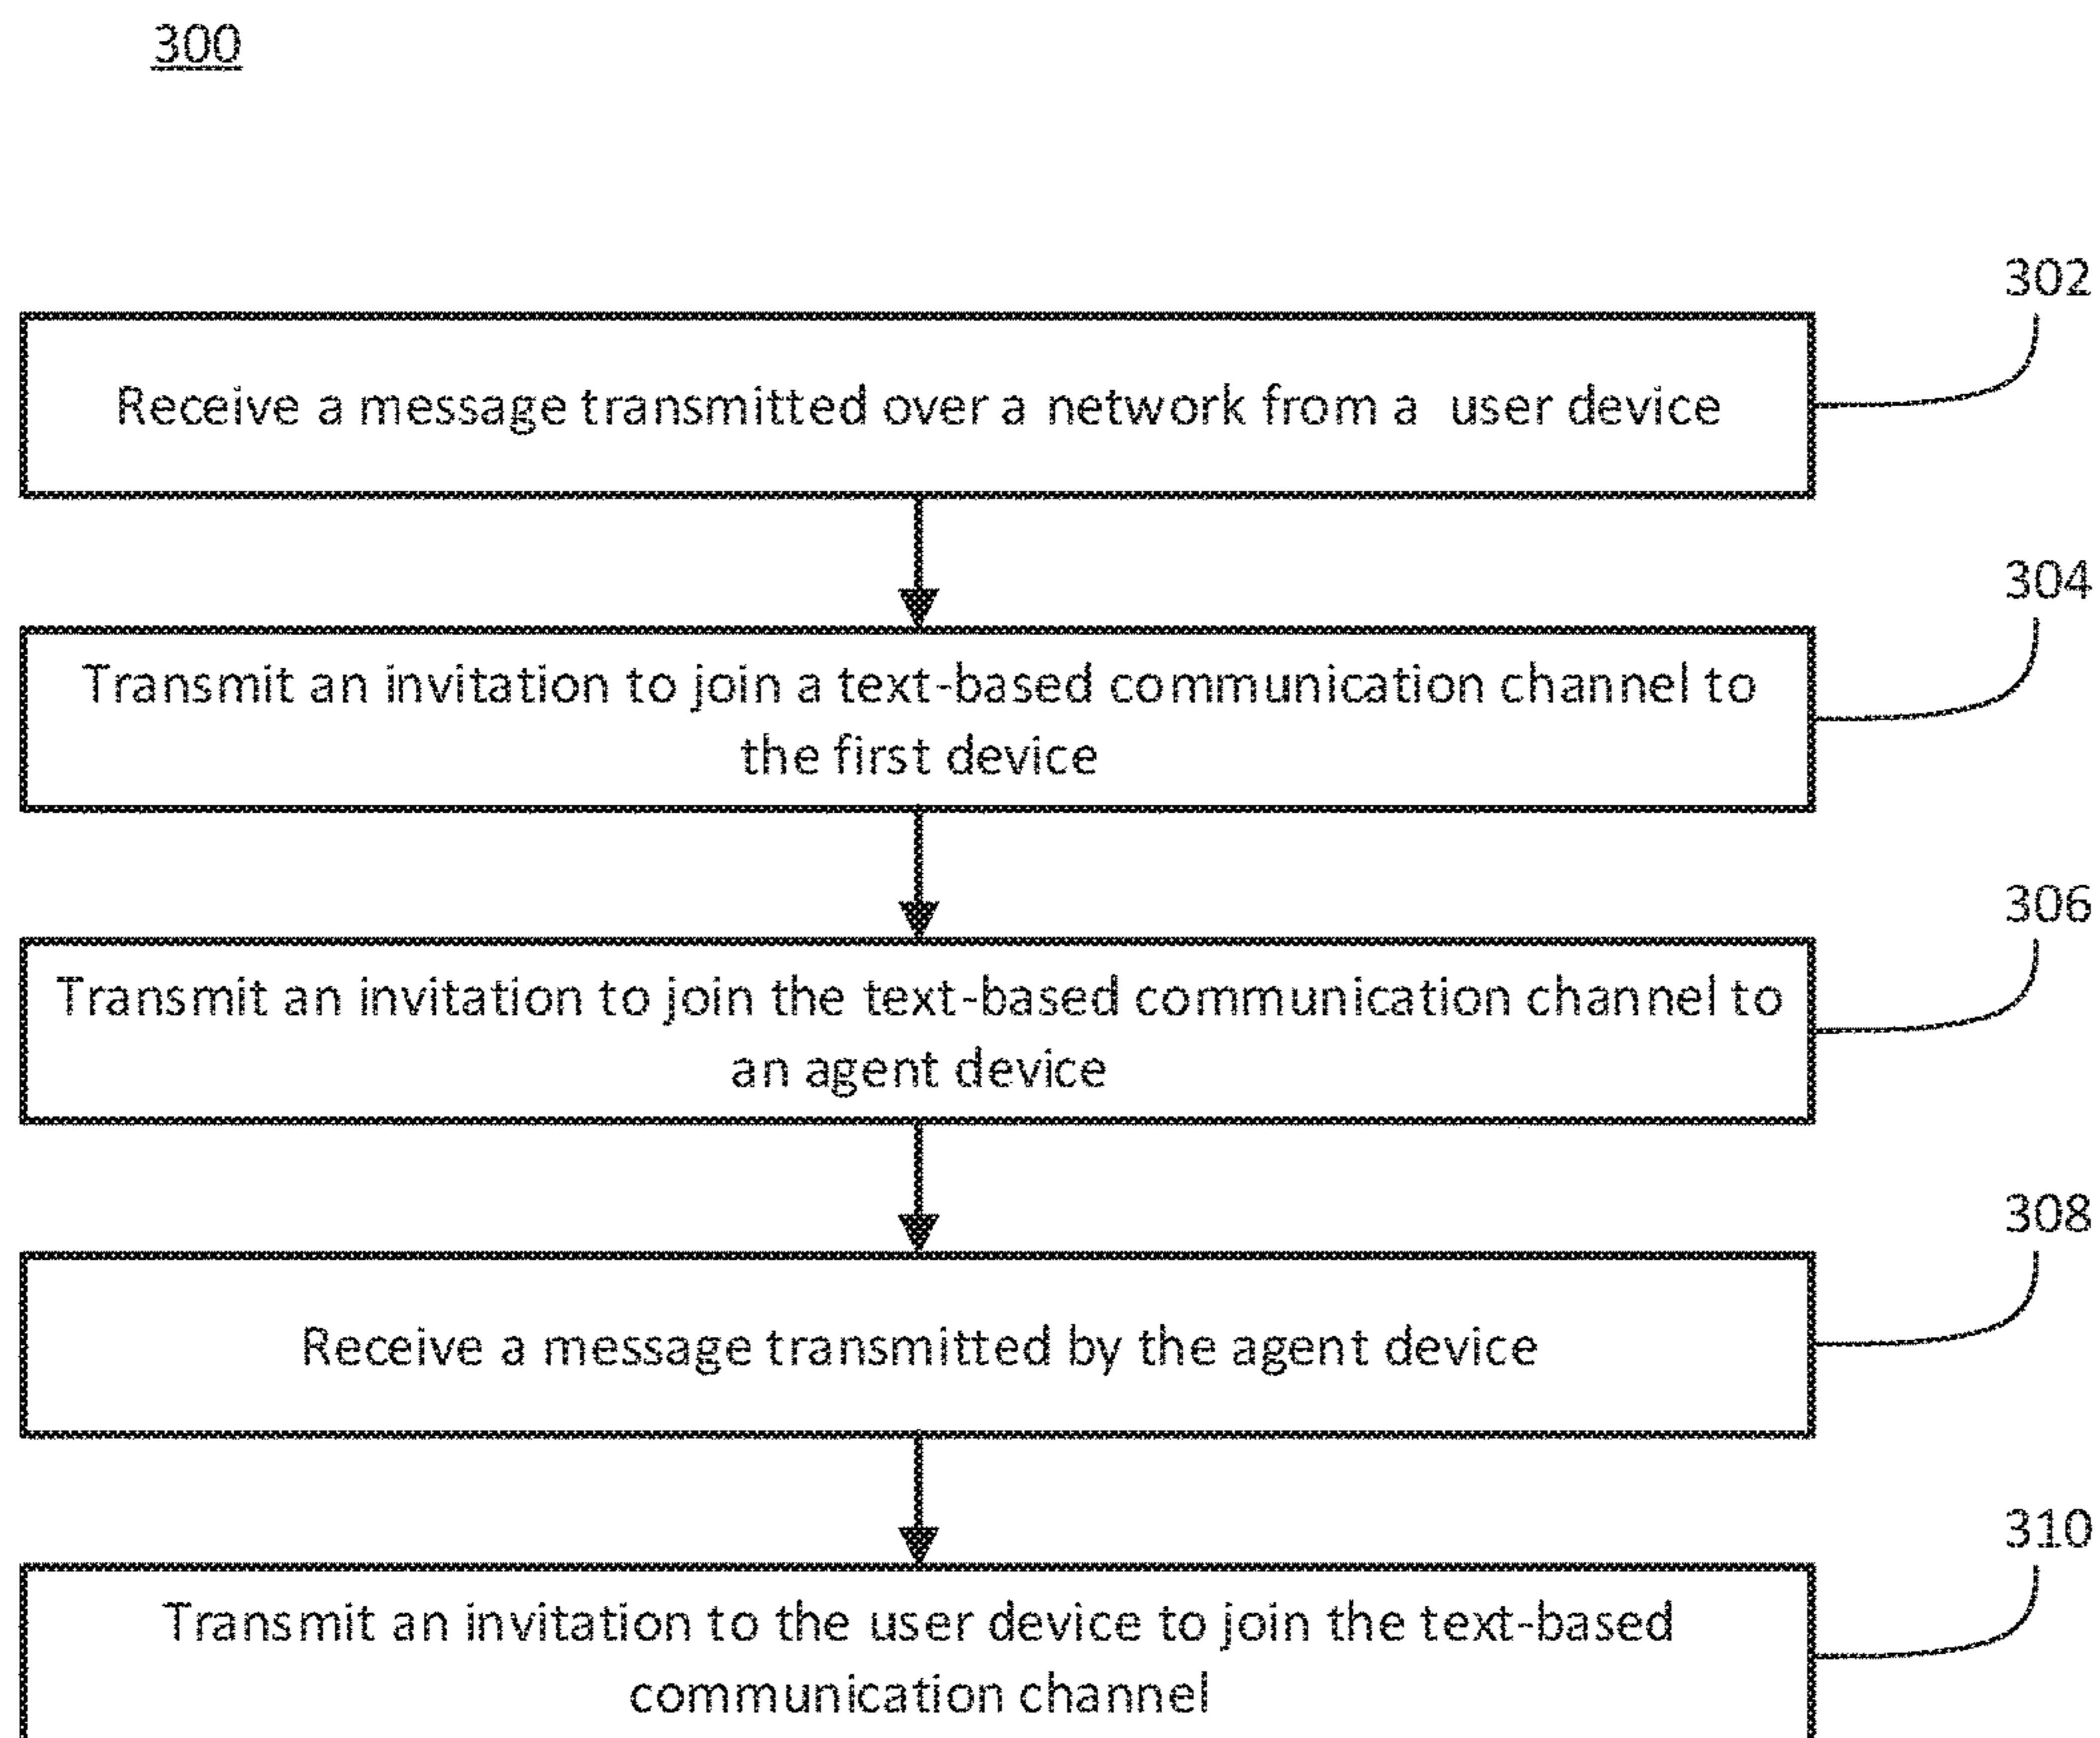 300
302
Receive a message transmitted over a network from a user device
304
Transmit an invitation to join a text-based communication channel to
the first device
306
Transmit an invitation to join the text-based communication channel to
an agent device
308
Receive a message transmitted by the agent device
310
Transmit an invitation to the user device to join the text-based
communication channel